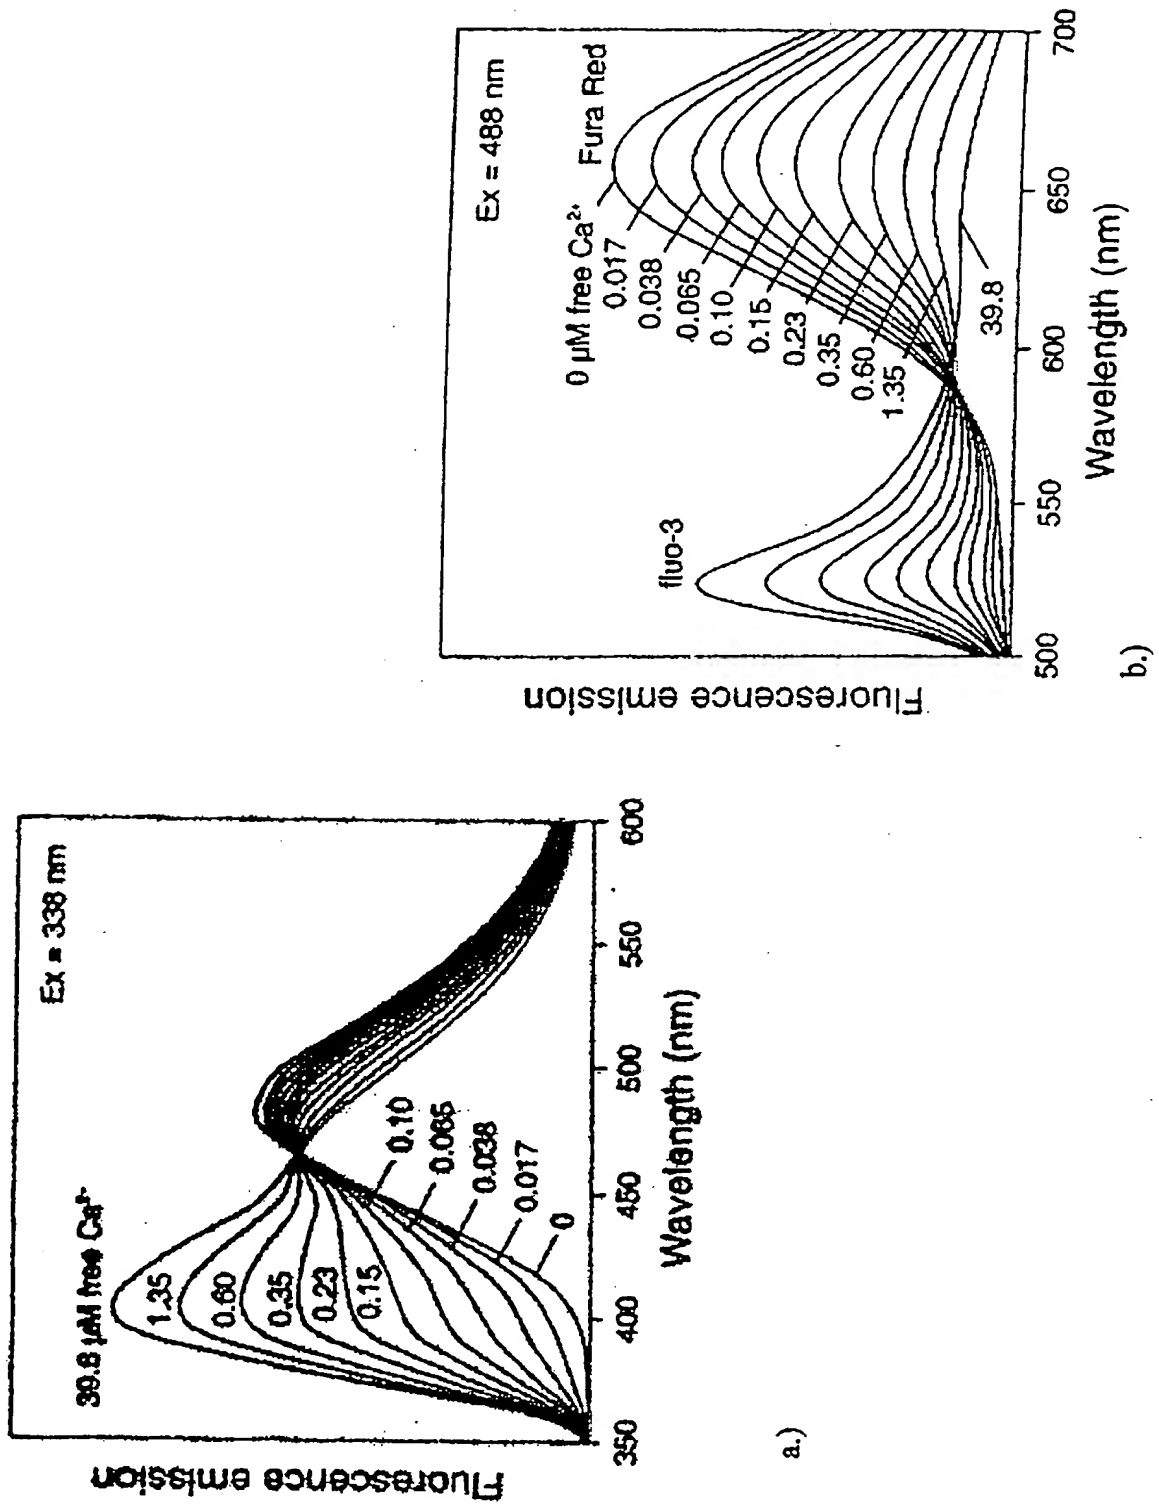 Fluorescence emission
Ex = 338 nm
39.8 µM free Ca²⁺
1.35
0.60
0.35
0.23
0.15
0.10
0.065
0.038
0.017
0
350
400
450
500
550
600
Wavelength (nm)
a.)
Fluorescence emission
Ex = 488 nm
fluo-3
Fura Red
0 µM free Ca²⁺
0.017
0.038
0.065
0.10
0.15
0.23
0.35
0.60
1.35
39.8
500
550
600
650
700
Wavelength (nm)
b.)